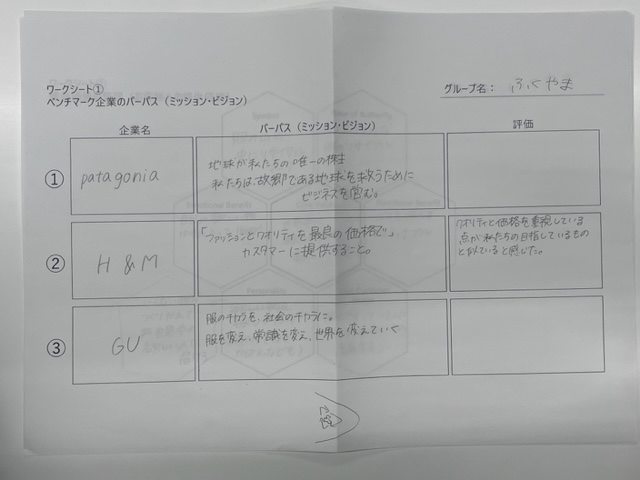 ワークシート①
ベンチマーク企業のパーパス（ミッション・ビジョン）
グループ名： ふくやま
企業名
パーパス（ミッション・ビジョン）
評価
①
patagonia
地球が私たちの唯一の株主
私たちは、故郷である地球を救うために
ビジネスを営む。
②
H&M
「ファッションとクオリティを最良の価格で」
カスタマーに提供すること。
クオリティと価格を重視している
点が私たちの目指しているもの
と似ていると感じた。
③
GU
服のチカラを、社会のチカラに。
服を変え、常識を変え、世界を変えていく